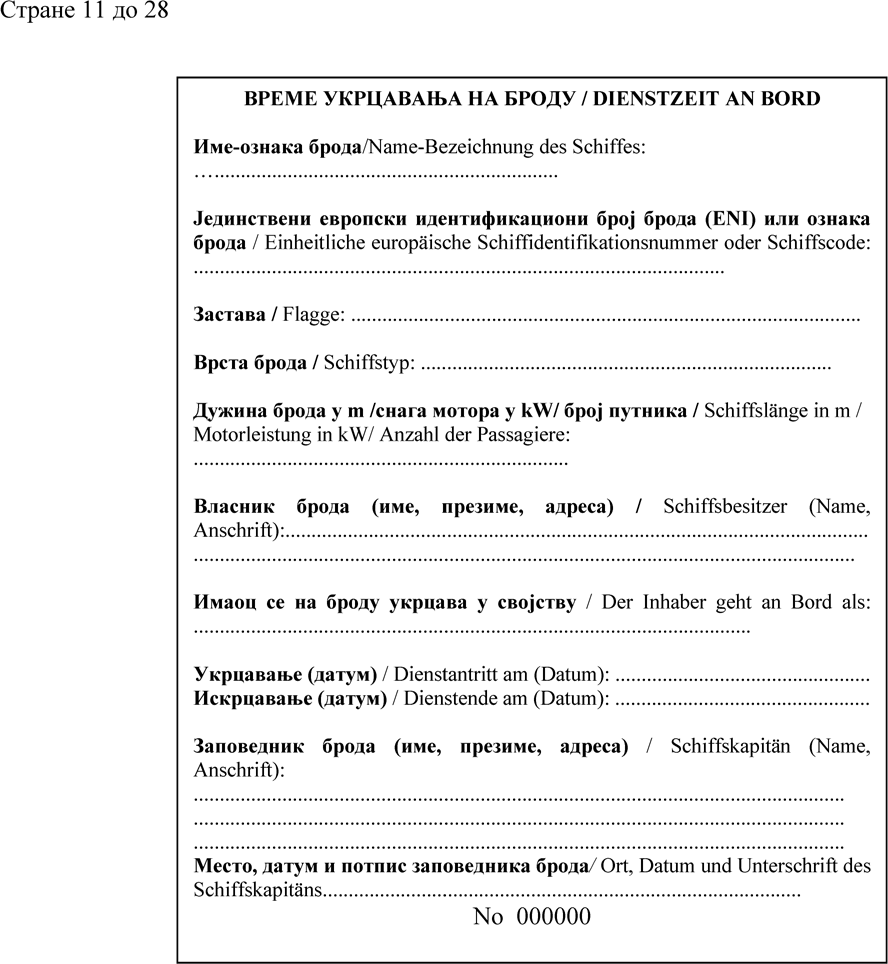 Стране 11 до 28
ВРЕМЕ УКРЦАВАЊА НА БРОДУ / DIENSTZEIT AN BORD
Име-ознака брода/Name-Bezeichnung des Schiffes:
…..................................................................
Јединствени европски идентификациони број брода (ENI) или ознака
брода / Einheitliche europäische Schiffidentifikationsnummer oder Schiffscode:
......................................................................................................
Застава / Flagge: ..................................................................................................
Врста брода / Schiffstyp: ...............................................................................
Дужина брода у m /снага мотора у kW/ број путника / Schiffslänge in m /
Motorleistung in kW/ Anzahl der Passagiere:
........................................................................
Власник брода (име, презиме, адреса) / Schiffsbesitzer (Name,
Anschrift):................................................................................................................
...............................................................................................................................
Имаоц се на броду укрцава у својству / Der Inhaber geht an Bord als:
...........................................................................................................
Укрцавање (датум) / Dienstantritt am (Datum): .................................................
Искрцавање (датум) / Dienstende am (Datum): .................................................
Заповедник брода (име, презиме, адреса) / Schiffskapitän (Name,
Anschrift):
.............................................................................................................................
.............................................................................................................................
.............................................................................................................................
Место, датум и потпис заповедника брода/ Ort, Datum und Unterschrift des
Schiffskapitäns............................................................................................
No 000000